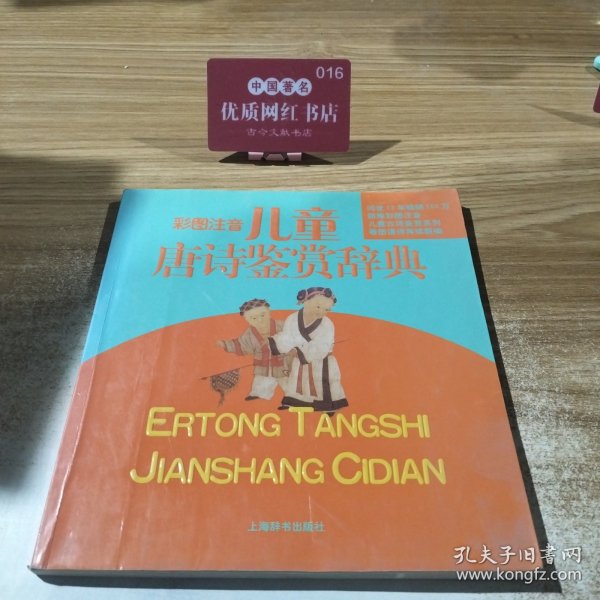 016
中国著名
优质网红书店
古今文献书店
彩图注音 儿童
唐诗鉴赏辞典
ERTONG TANGSHI
JIANSHANG CIDIAN
上海辞书出版社
孔夫子旧书网
www.kongfz.com